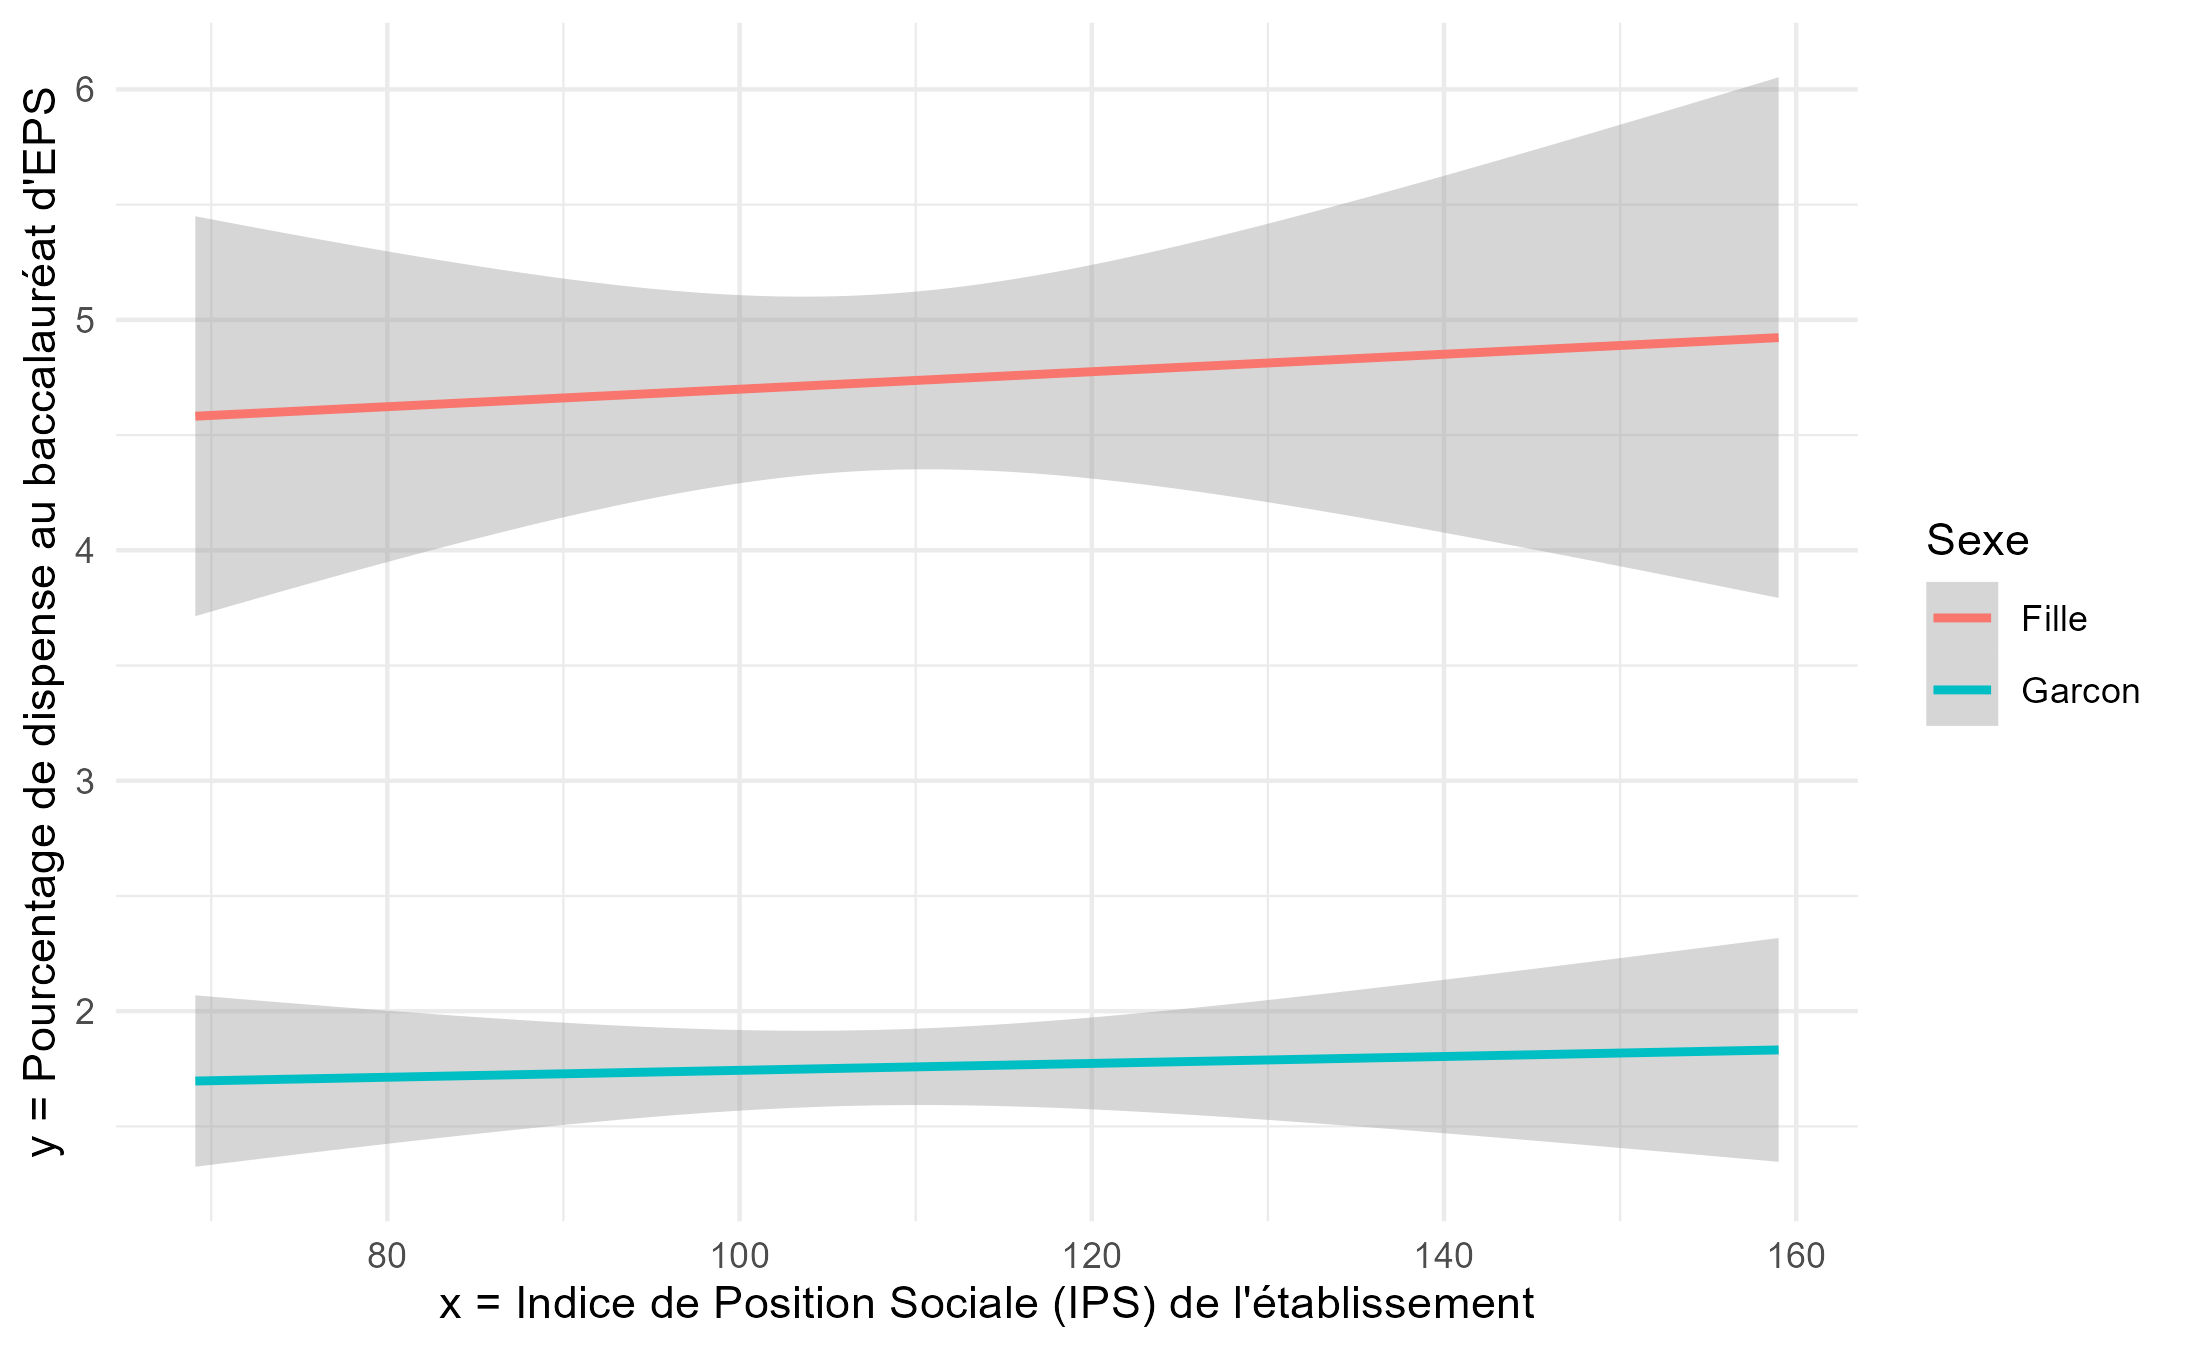 y = Pourcentage de dispense au baccalauréat d'EPS
6
5
4
3
2
80
100
120
140
160
x = Indice de Position Sociale (IPS) de l'établissement
Sexe
Fille
Garcon